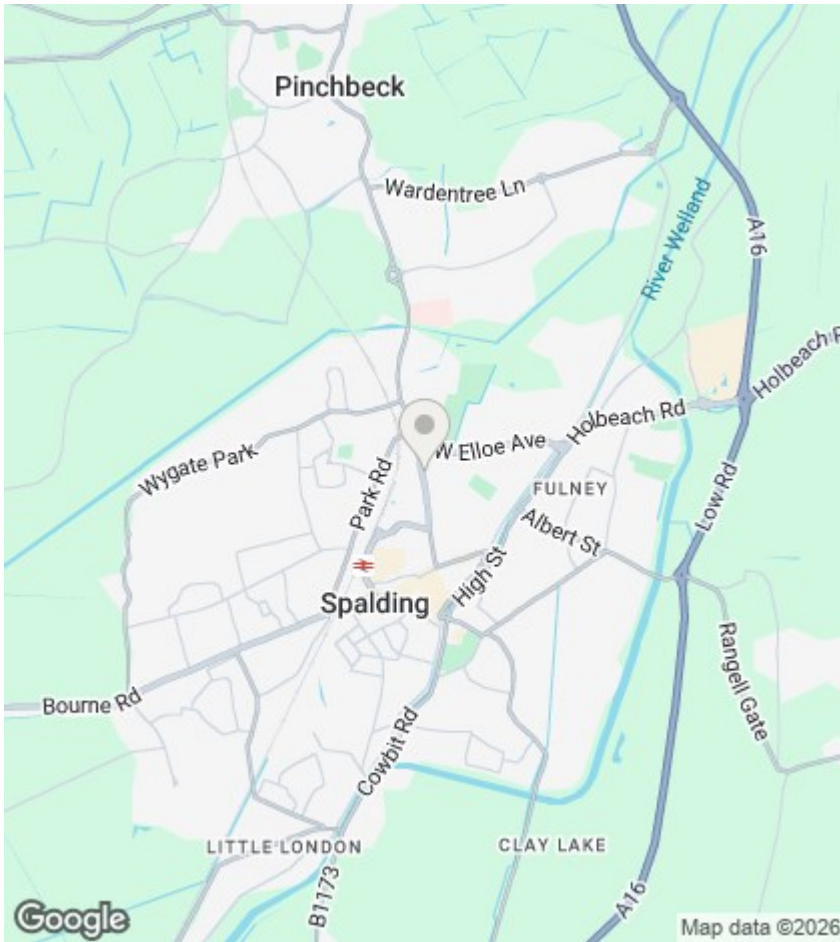 Pinchbeck
Wardentree Ln
River Welland
A16
Holbeach R
Holbeach Rd
W Elloe Ave
Wygate Park
Park Rd
FULNEY
Low Rd
Albert St
High St
Spalding
Rangell Gate
Bourne Rd
Cowbit Rd
LITTLE LONDON
CLAY LAKE
B1173
A16
Google
Map data ©2026